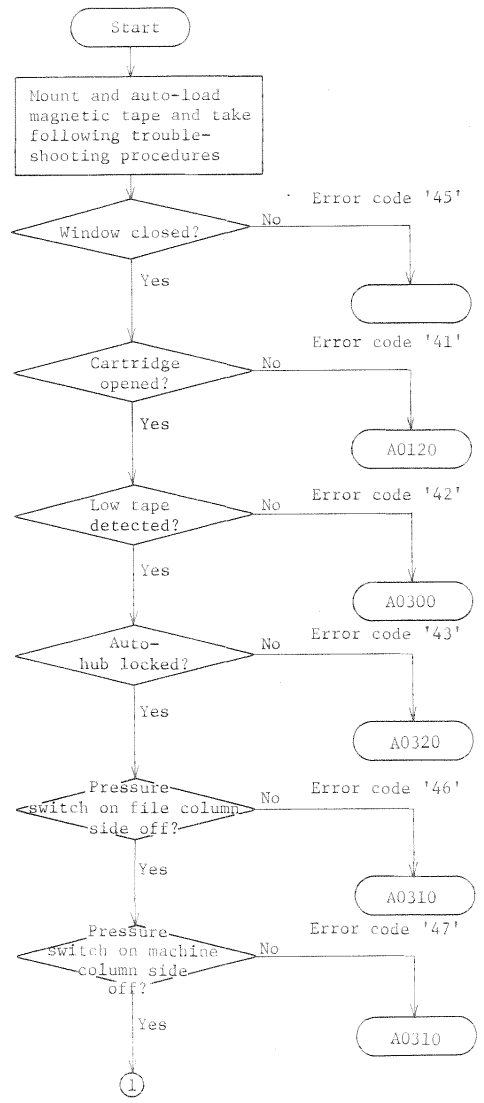 Start
Mount and auto-load
magnetic tape and take
following trouble-
shooting procedures
Error code '45'
Window closed?
No
Yes
Error code '41'
Cartridge
opened?
No
Yes
A0120
Error code '42'
Low tape
detected?
No
Yes
A0300
Error code '43'
Auto-
hub locked?
No
Yes
A0320
Error code '46'
Pressure
switch on file column
side off?
No
Yes
A0310
Error code '47'
Pressure
switch on machine
column side
off?
No
Yes
A0310
1